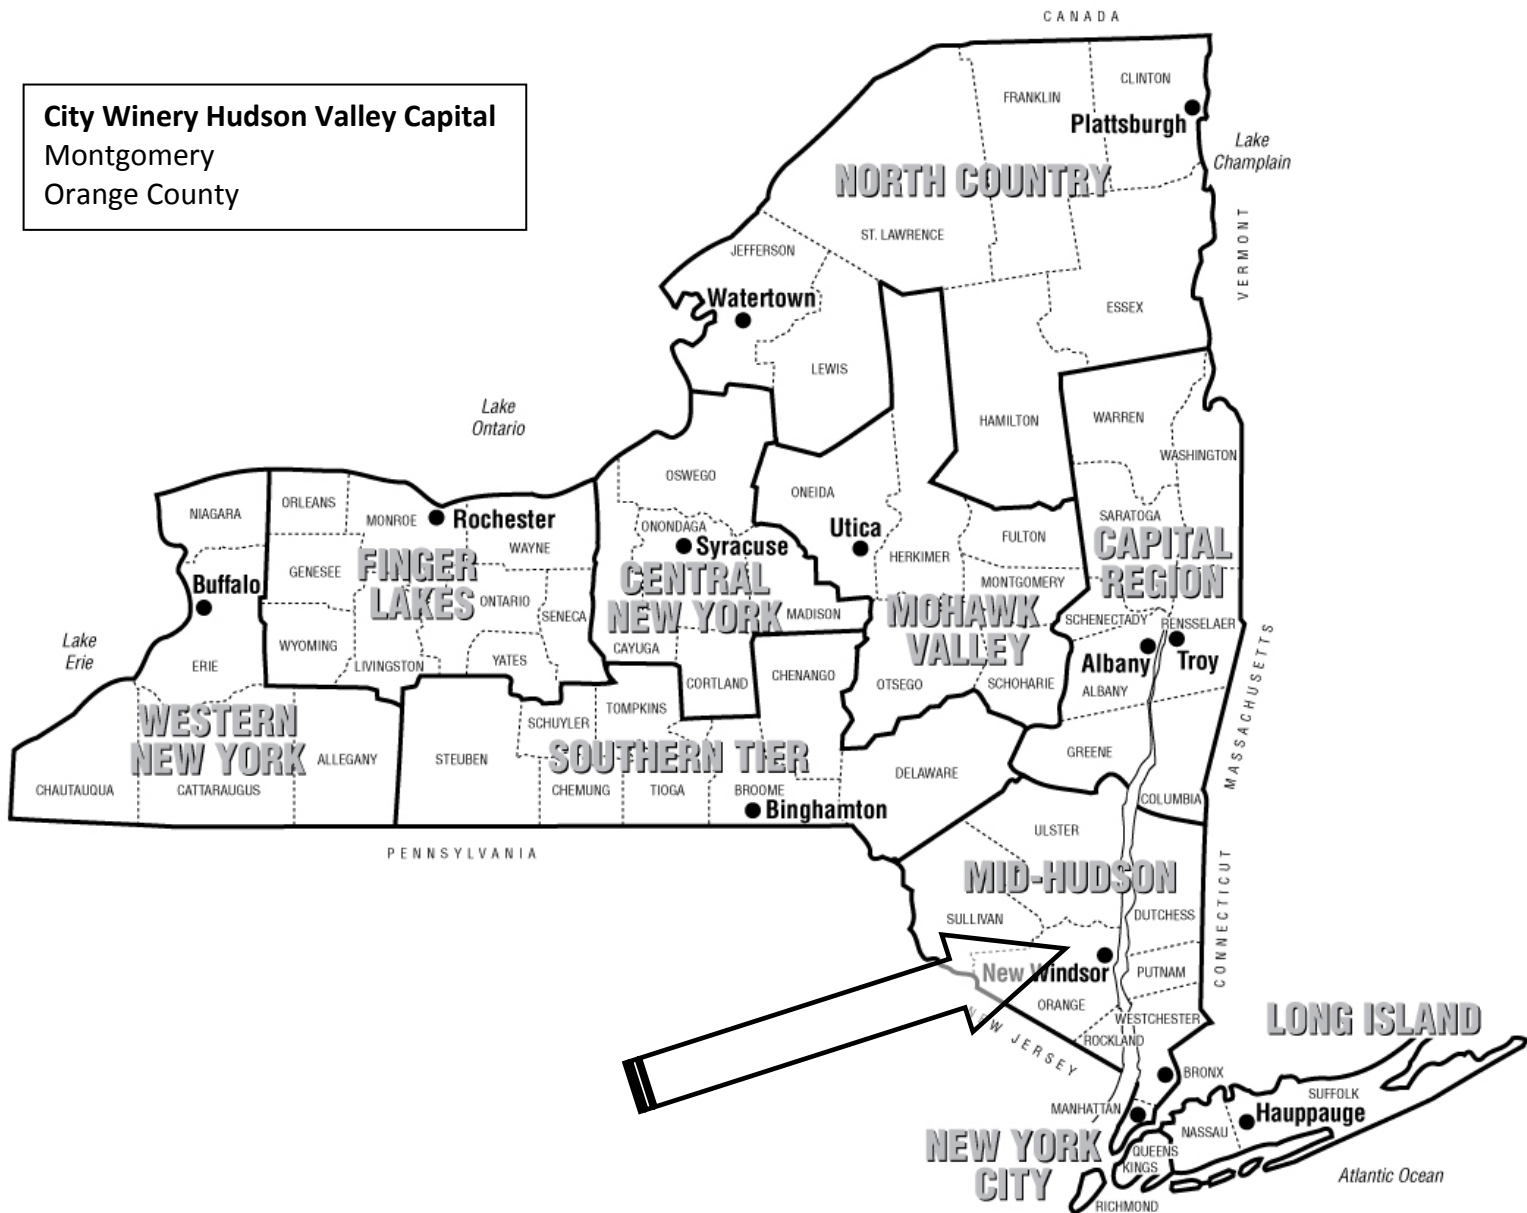 CANADA
City Winery Hudson Valley Capital
Montgomery
Orange County
CLINTON
FRANKLIN
Plattsburgh
Lake
Champlain
NORTH COUNTRY
VERMONT
ST. LAWRENCE
JEFFERSON
Watertown
ESSEX
LEWIS
HAMILTON
WARREN
WASHINGTON
Lake
Ontario
OSWEGO
ONEIDA
NIAGARA
ORLEANS
MONROE
Rochester
WAYNE
ONONDAGA
Syracuse
Utica
HERKIMER
FULTON
SARATOGA
CAPITAL
REGION
GENESEE
FINGER
LAKES
CENTRAL
NEW YORK
MONTGOMERY
Buffalo
ONTARIO
SENECA
MADISON
MOHAWK
VALLEY
SCHENECTADY
RENSSELAER
Lake
Erie
ERIE
WYOMING
LIVINGSTON
YATES
CAYUGA
CORTLAND
CHENANGO
OTSEGO
SCHOHARIE
Albany
Troy
ALBANY
MASSACHUSETTS
WESTERN
NEW YORK
ALLEGANY
CHAUTAUQUA
CATTARAUGUS
STEUBEN
SCHUYLER
TOMPKINS
SOUTHERN TIER
CHEMUNG
TIOGA
BROOME
Binghamton
DELAWARE
GREENE
COLUMBIA
PENNSYLVANIA
ULSTER
MID-HUDSON
SULLIVAN
DUTCHESS
CONNECTICUT
New Windsor
PUTNAM
ORANGE
WESTCHESTER
ROCKLAND
NEW JERSEY
LONG ISLAND
BRONX
SUFFOLK
MANHATTAN
Hauppauge
NASSAU
NEW YORK
CITY
QUEENS
KINGS
RICHMOND
Atlantic Ocean